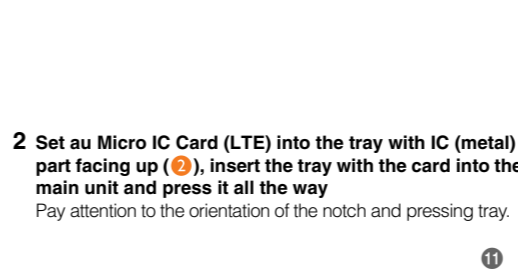 2 Set au Micro IC Card (LTE) into the tray with IC (metal)
part facing up (2), insert the tray with the card into the
main unit and press it all the way
Pay attention to the orientation of the notch and pressing tray.
11